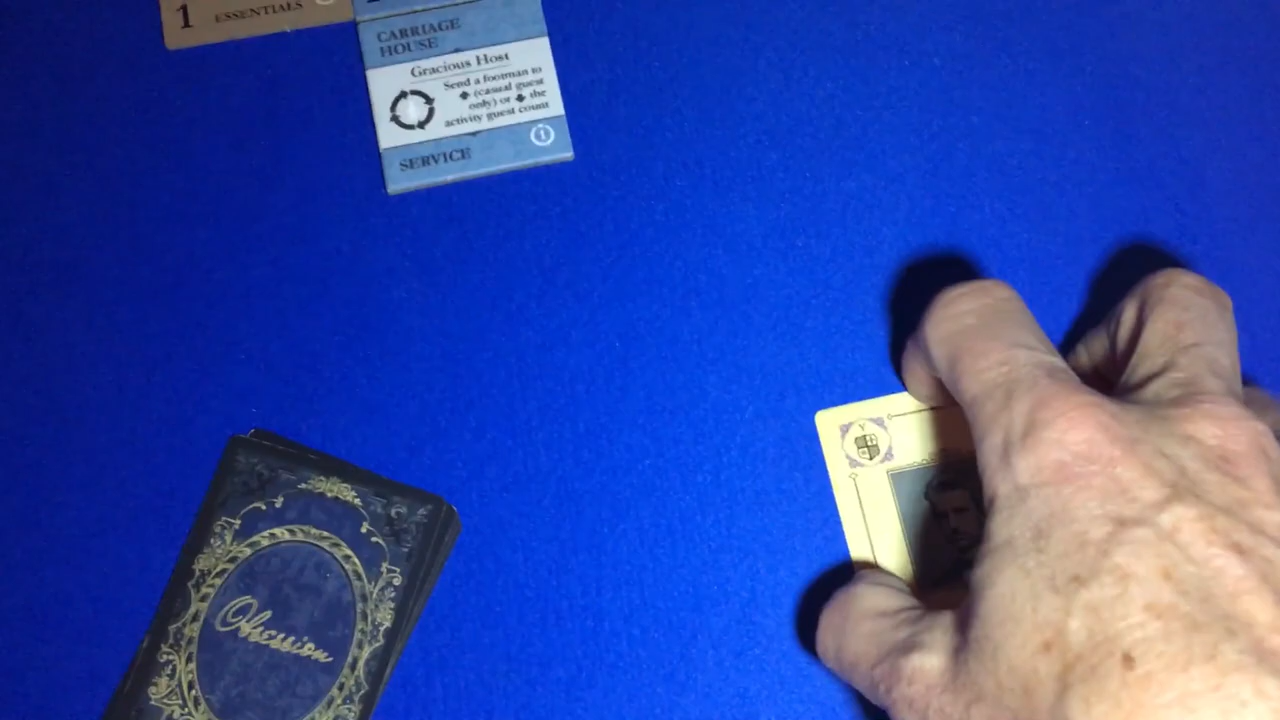 1 ESSENTIALS
CARRIAGE
HOUSE
Gracious Host
Send a footman to
(casual guest
only) or the
activity guest count
SERVICE
i
Y
Obsession